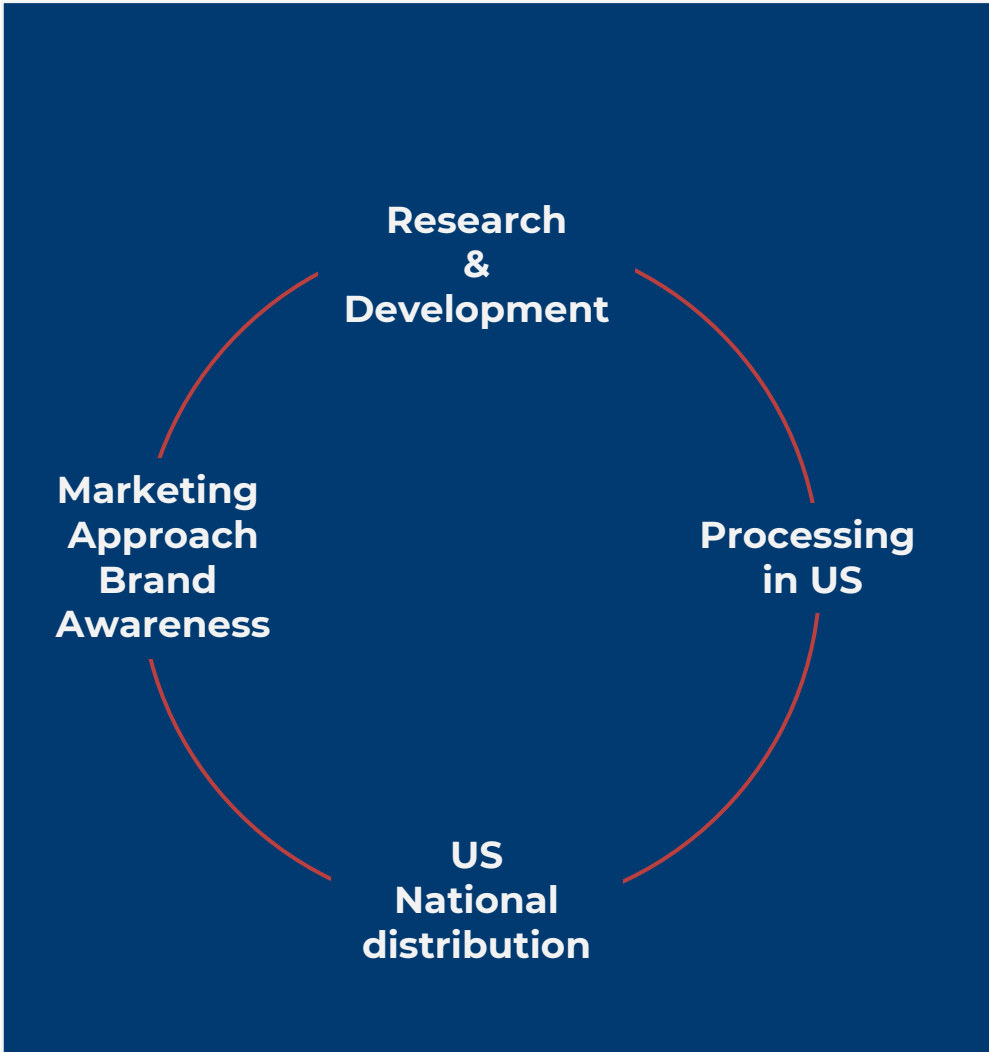 Research
&
Development
Processing
in US
US
National
distribution
Marketing
Approach
Brand
Awareness